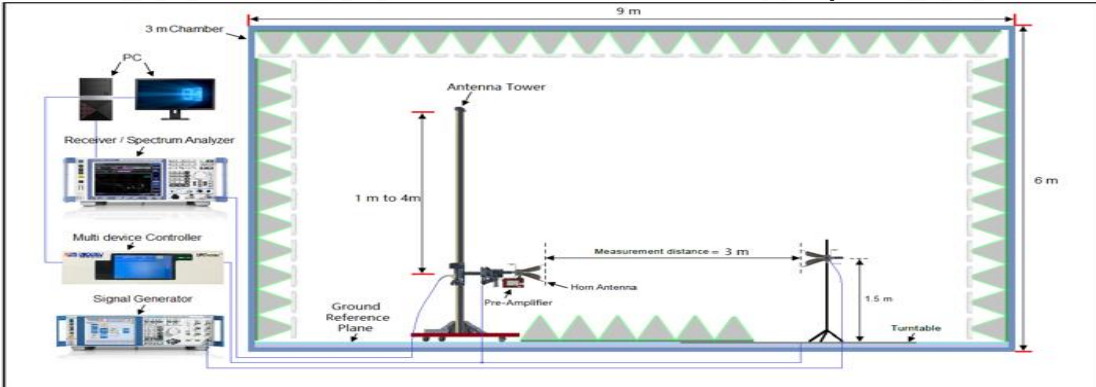 9 m
3 m Chamber
PC
Antenna Tower
Receiver / Spectrum Analyzer
6 m
1 m to 4m
Multi device Controller
Measurement distance = 3 m
Horn Antenna
Pre-Amplifier
1.5 m
Signal Generator
Ground
Reference
Plane
Turntable